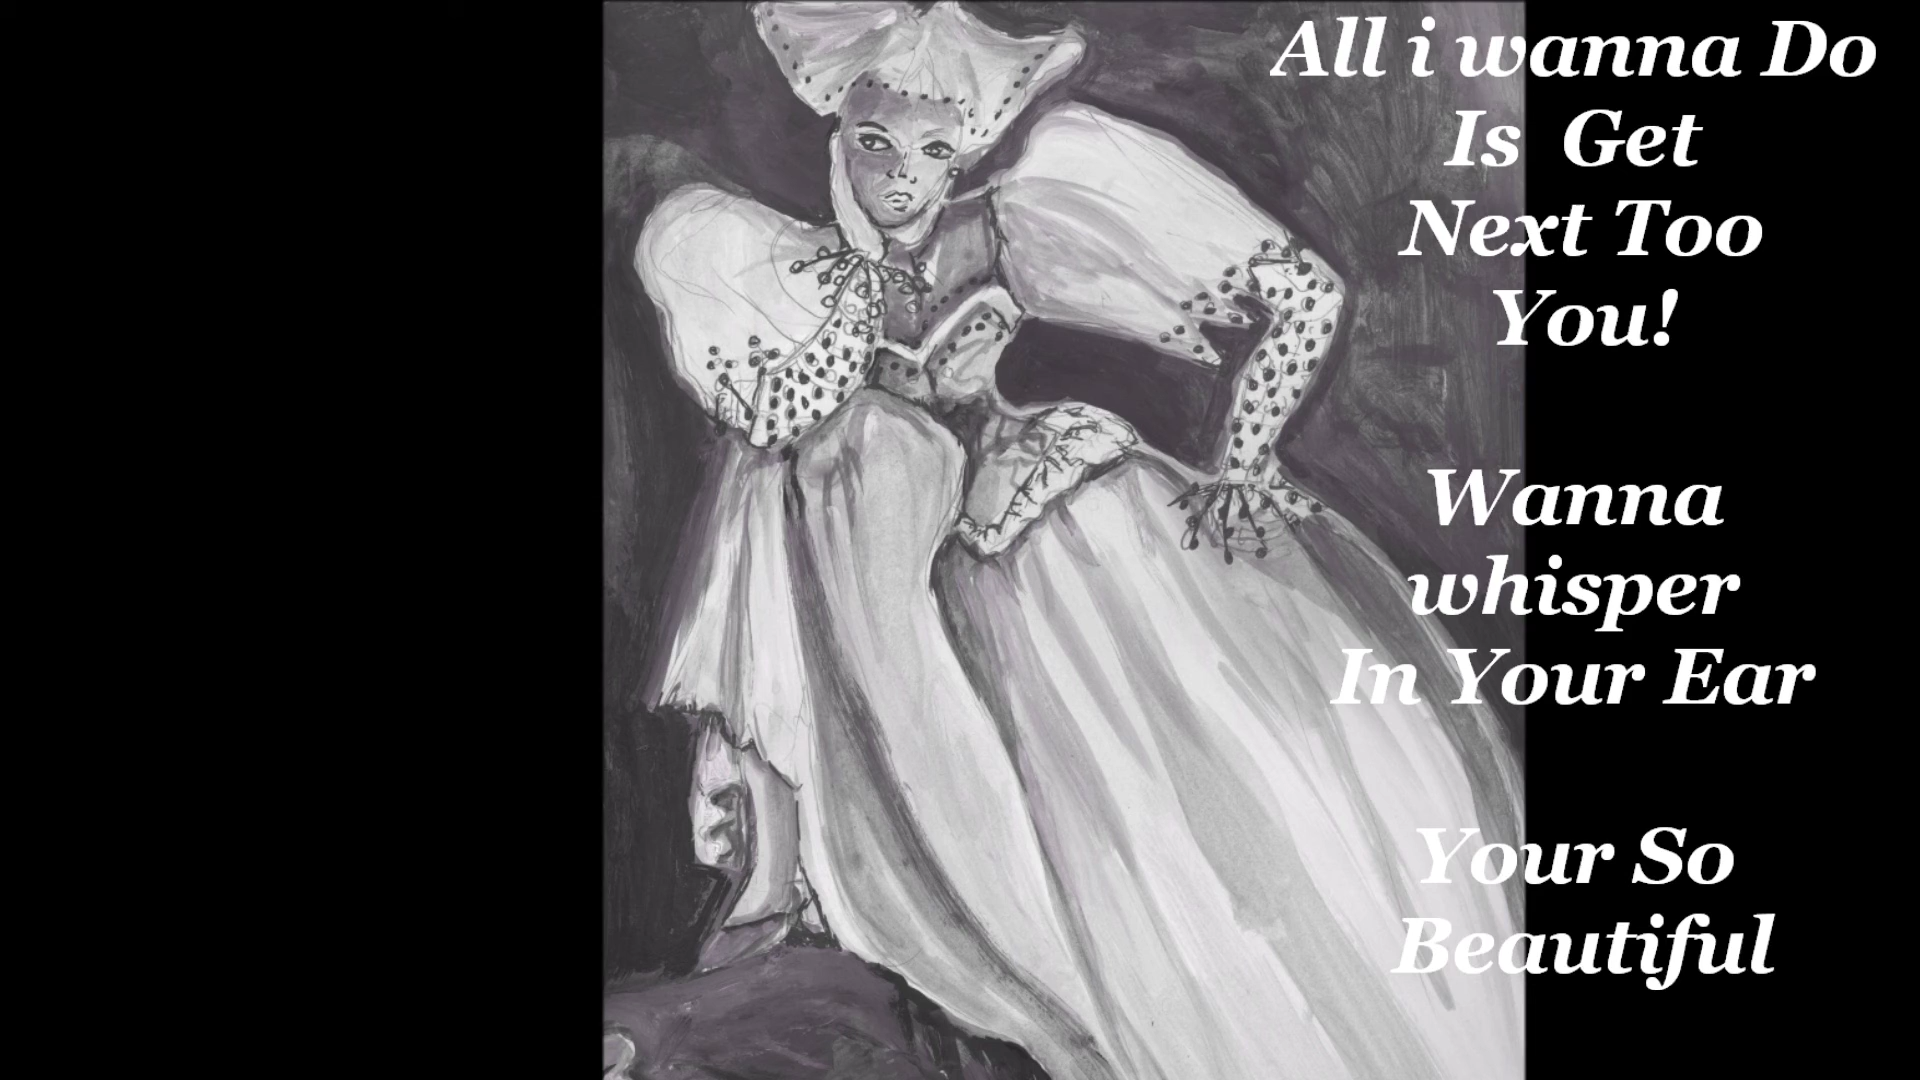 All i wanna Do
Is Get
Next Too
You!
Wanna
whisper
In Your Ear
Your So
Beautiful